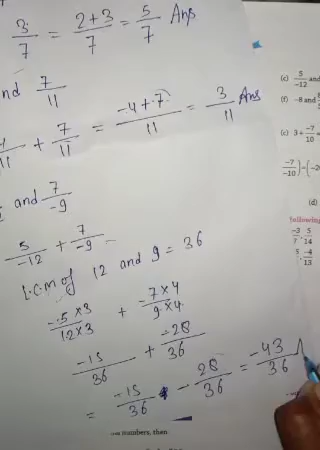 3/7 = 2+3/7 = 5/7 Ans
nd 7/11
/11 + 7/11 = -4+7/11 = 3/11 Ans
and 7/-9
5/-12 + 7/-9
L.C.M of 12 and 9 = 36
-5×3/12×3 + -7×4/9×4
-15/36 + -28/36
= -15/36 - 28/36 = -43/36
(c) 5/-12 and
(f) -8 and
(c) 3+ -7/10 =
-7/-10)-(-2
(d)
following
-3/7, 5/14
5, -4/13
numbers, then